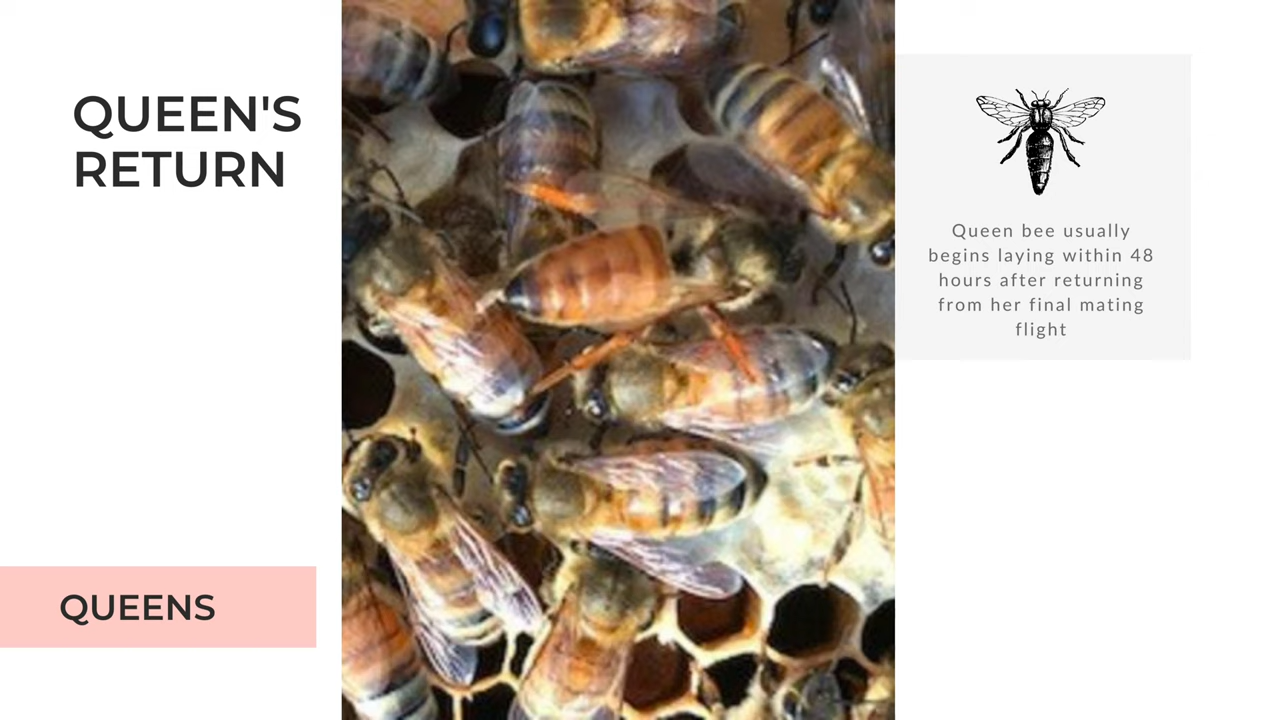 QUEEN'S
RETURN
QUEENS
Queen bee usually
begins laying within 48
hours after returning
from her final mating
flight